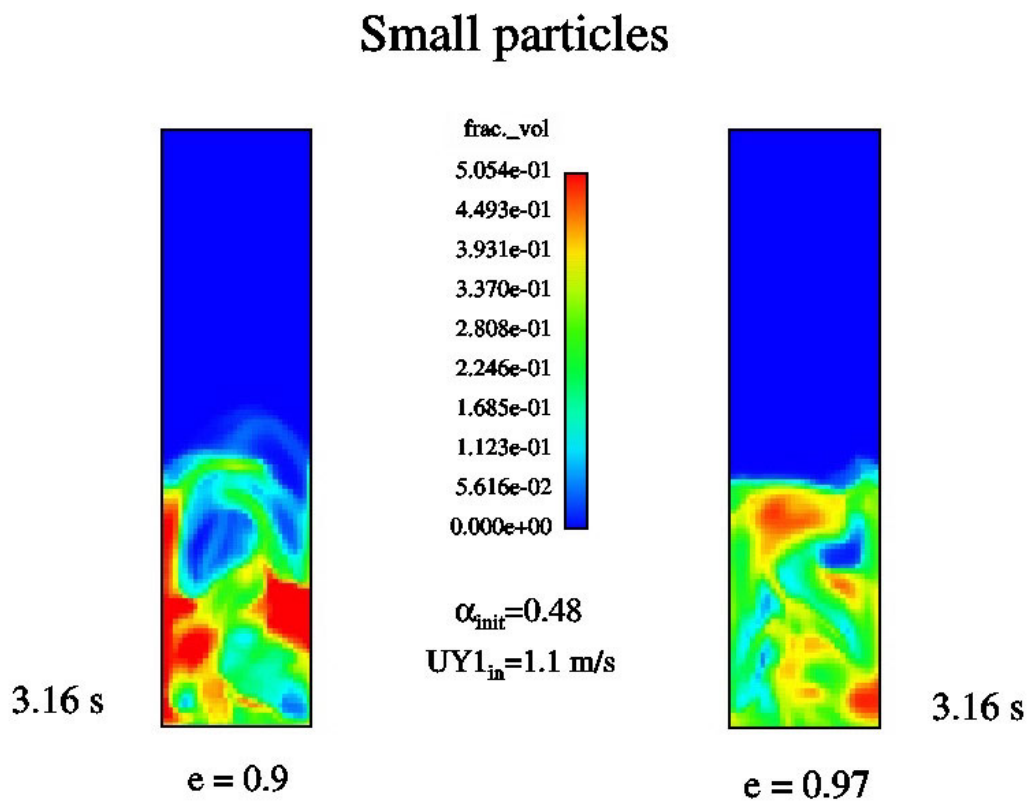 Small particles
frac._vol
5.054e-01
4.493e-01
3.931e-01
3.370e-01
2.808e-01
2.246e-01
1.685e-01
1.123e-01
5.616e-02
0.000e+00
αinit=0.48
UY1in=1.1 m/s
3.16 s
3.16 s
e = 0.9
e = 0.97